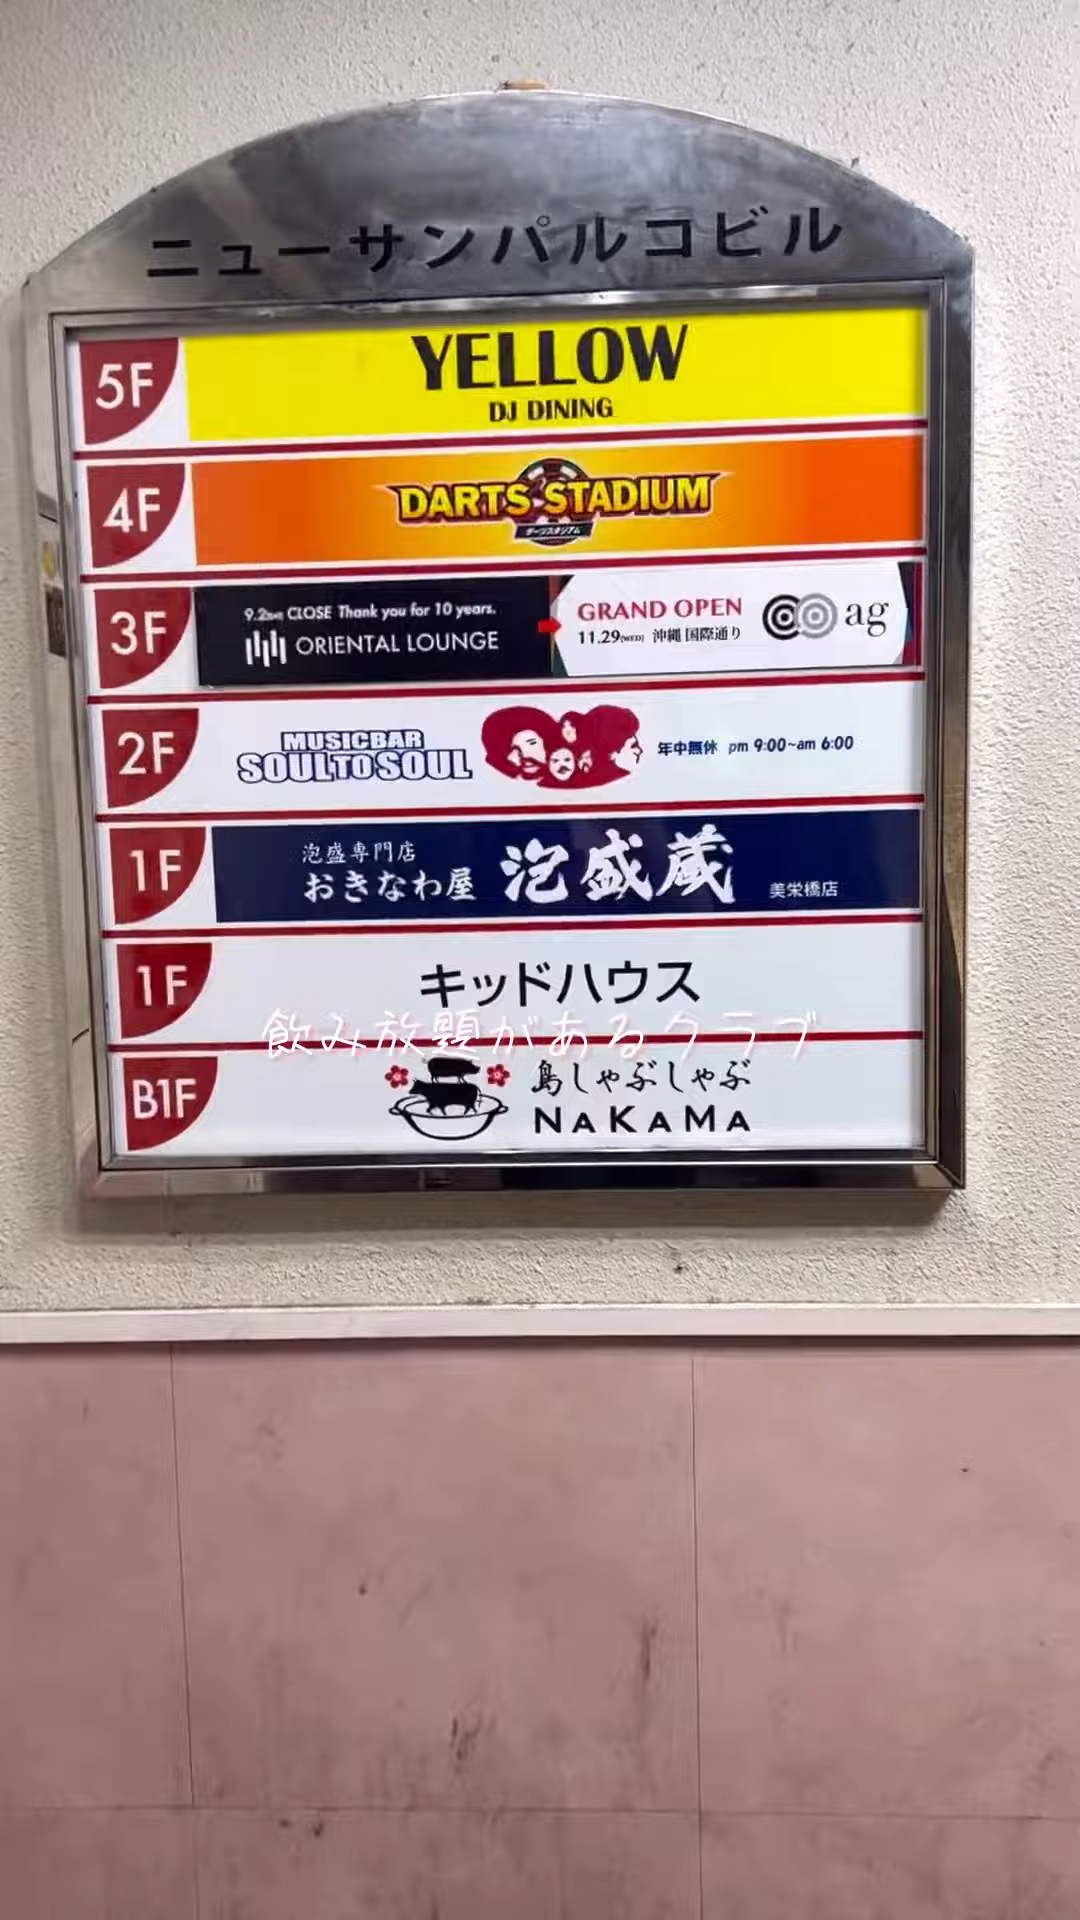 ニューサンパルコビル
5F
YELLOW
DJ DINING
4F
DARTS STADIUM
ダーツスタジアム
3F
9.2(SAT) CLOSE Thank you for 10 years.
ORIENTAL LOUNGE
GRAND OPEN
11.29(WED) 沖縄 国際通り
ag
2F
MUSICBAR
SOUL TO SOUL
年中無休 pm 9:00~am 6:00
1F
泡盛専門店
おきなわ屋 泡盛蔵 美栄橋店
1F
キッドハウス
飲み放題があるクラブ
B1F
島しゃぶしゃぶ
NAKAMA